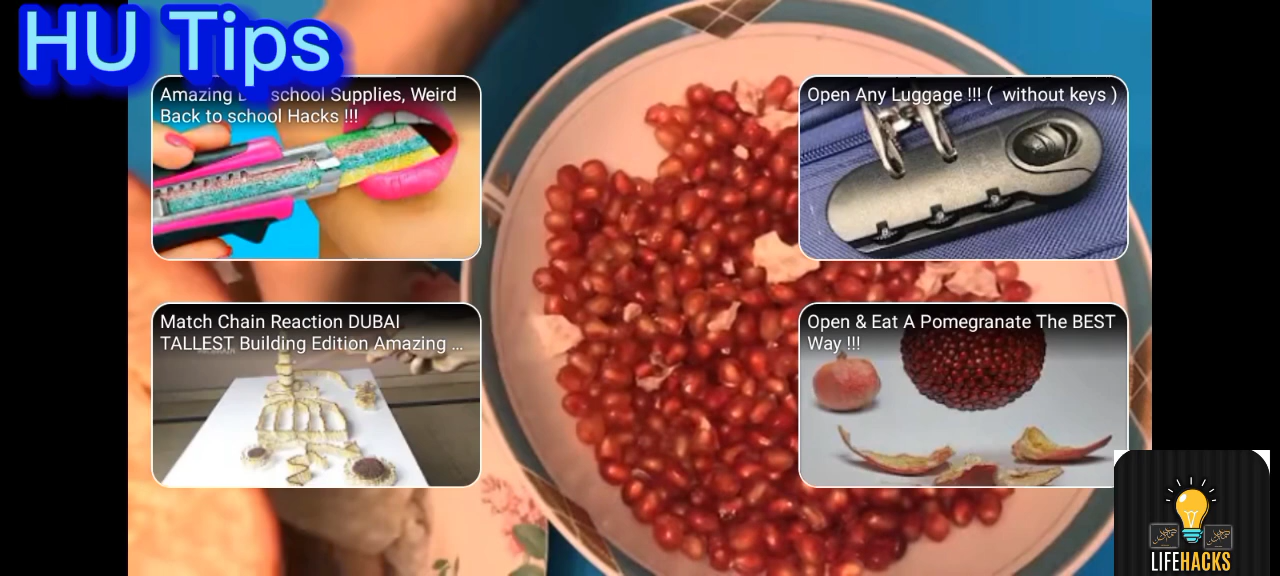 HU Tips
Amazing school Supplies, Weird
Back to school Hacks !!!
Open Any Luggage !!! ( without keys )
Match Chain Reaction DUBAI
TALLEST Building Edition Amazing ...
Open & Eat A Pomegranate The BEST
Way !!!
LIFEHACKS